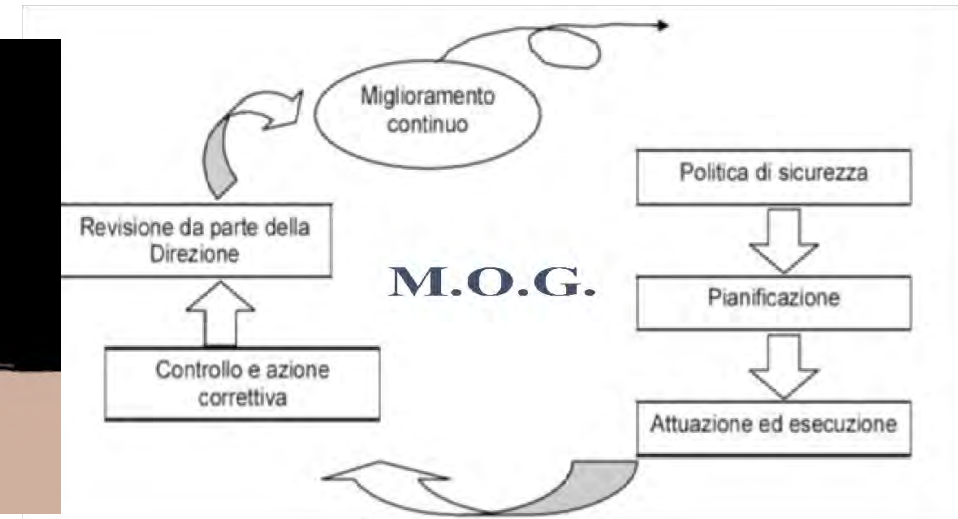 Miglioramento
continuo
Politica di sicurezza
Revisione da parte della
Direzione
M.O.G.
Pianificazione
Controllo e azione
correttiva
Attuazione ed esecuzione